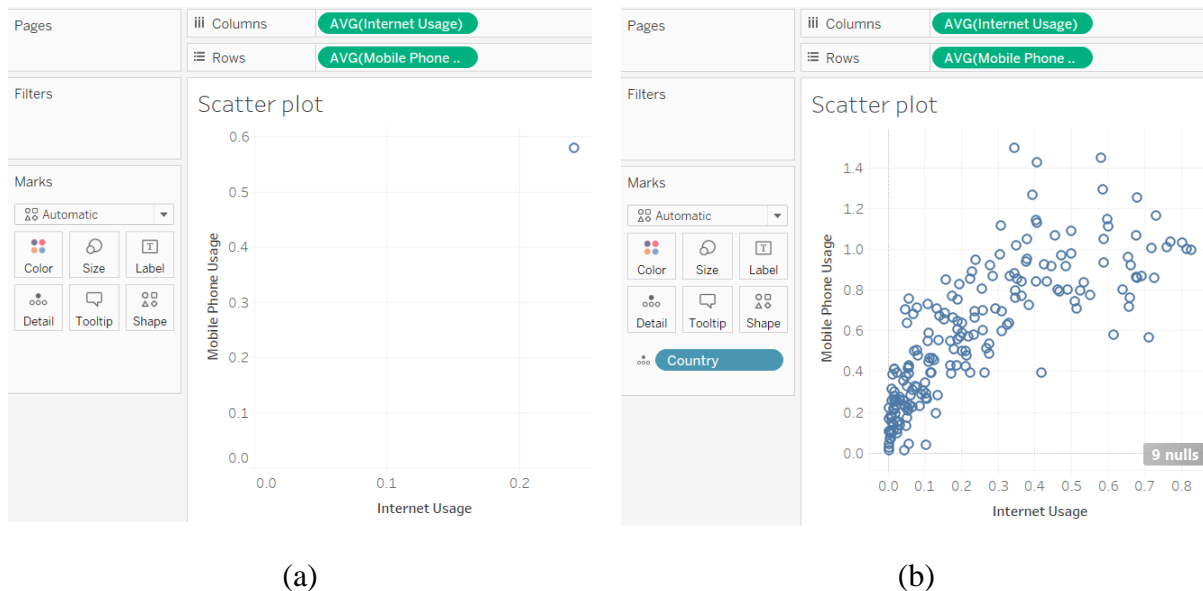 Pages
Columns AVG(Internet Usage)
Rows AVG(Mobile Phone ..
Filters
Scatter plot
Marks
Automatic
Color Size Label
Detail Tooltip Shape
Mobile Phone Usage
0.6
0.5
0.4
0.3
0.2
0.1
0.0
0.0 0.1 0.2
Internet Usage
(a)
Pages
Columns AVG(Internet Usage)
Rows AVG(Mobile Phone ..
Filters
Scatter plot
Marks
Automatic
Color Size T Label
Detail Tooltip Shape
Country
Mobile Phone Usage
1.4
1.2
1.0
0.8
0.6
0.4
0.2
0.0
9 nulls
0.0 0.1 0.2 0.3 0.4 0.5 0.6 0.7 0.8
Internet Usage
(b)